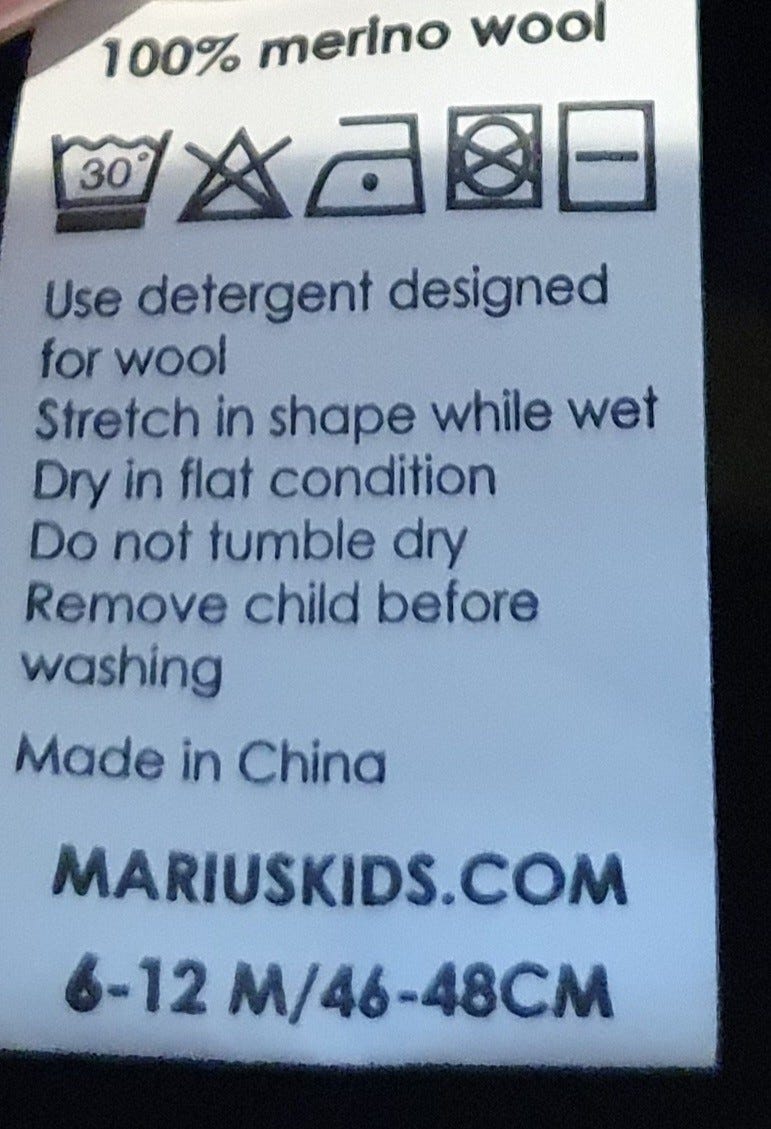 100% merino wool
30°
Use detergent designed
for wool
Stretch in shape while wet
Dry in flat condition
Do not tumble dry
Remove child before
washing
Made in China
MARIUSKIDS.COM
6-12 M/46-48CM